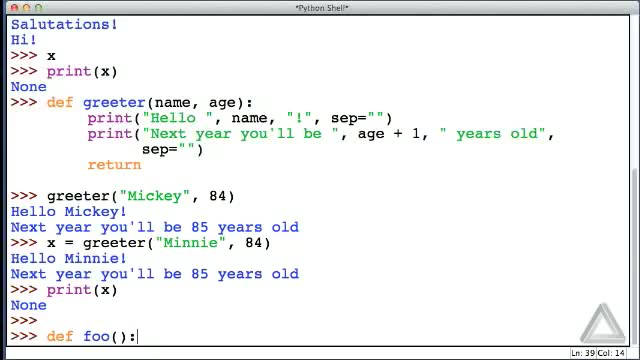 *Python Shell*
Salutations!
Hi!
>>> x
>>> print(x)
None
>>> def greeter(name, age):
        print("Hello ", name, "!", sep="")
        print("Next year you'll be ", age + 1, " years old",
              sep="")
        return

>>> greeter("Mickey", 84)
Hello Mickey!
Next year you'll be 85 years old
>>> x = greeter("Minnie", 84)
Hello Minnie!
Next year you'll be 85 years old
>>> print(x)
None
>>>
>>> def foo():
Ln: 39 Col: 14